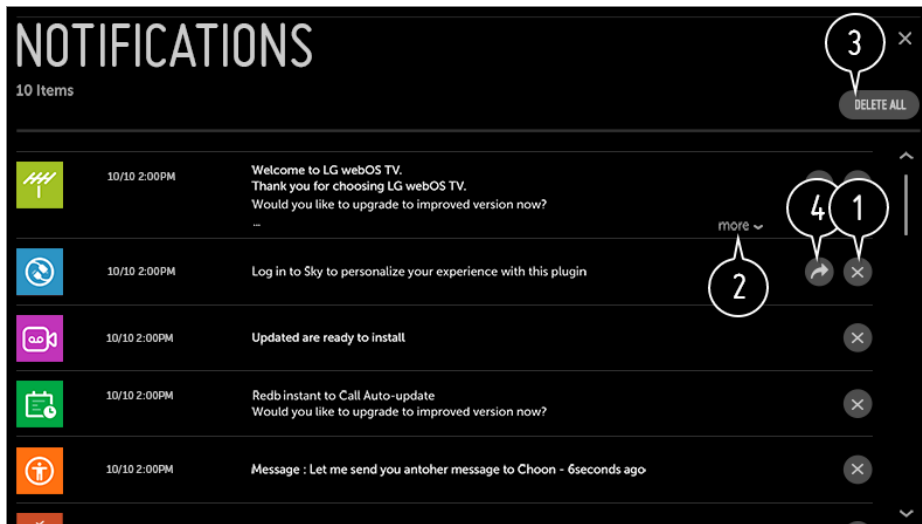 NOTIFICATIONS
3
10 Items
DELETE ALL
10/10 2:00PM
Welcome to LG webOS TV.
Thank you for choosing LG webOS TV.
Would you like to upgrade to improved version now?
...
more
4
1
10/10 2:00PM
Log in to Sky to personalize your experience with this plugin
2
10/10 2:00PM
Updated are ready to install
10/10 2:00PM
Redb instant to Call Auto-update
Would you like to upgrade to improved version now?
10/10 2:00PM
Message : Let me send you antoher message to Choon - 6seconds ago